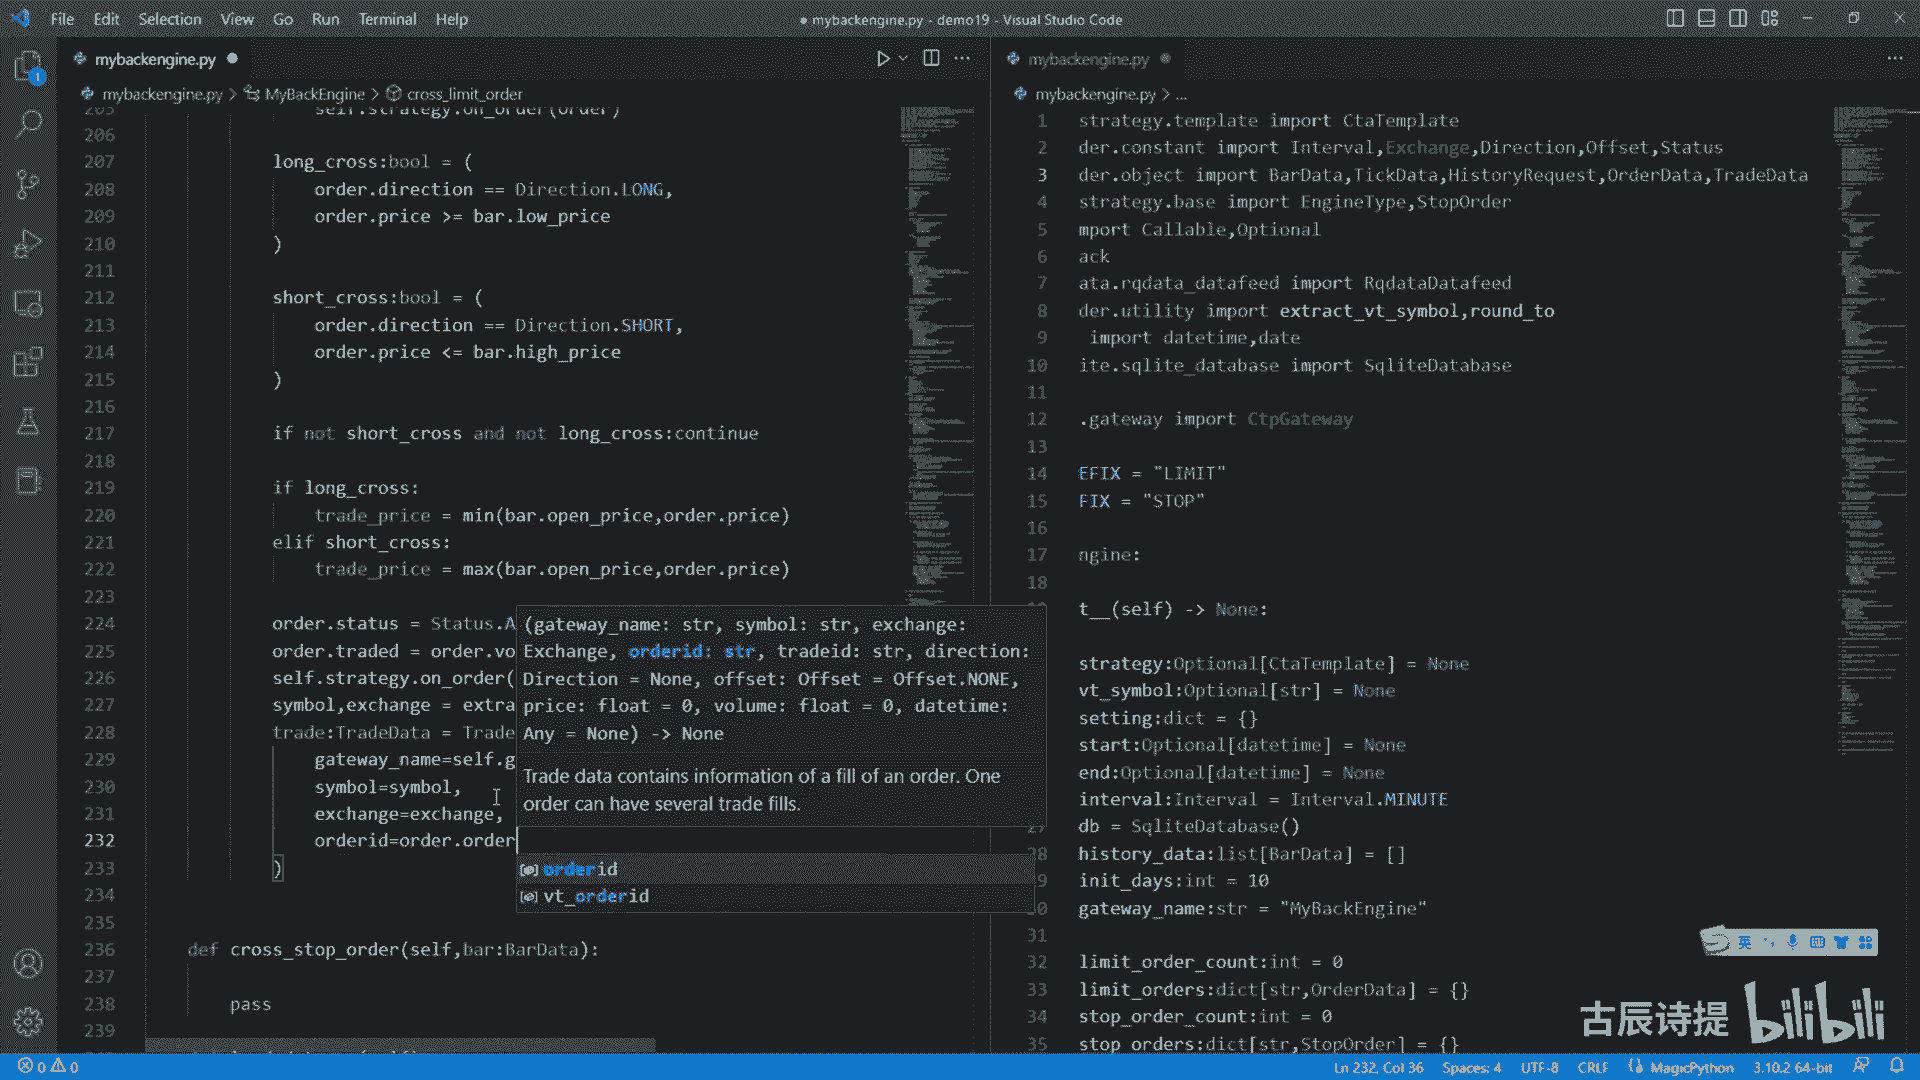 File Edit Selection View Go Run Terminal Help
● mybackengine.py - demo19 - Visual Studio Code
mybackengine.py
mybackengine.py > MyBackEngine > cross_limit_order
205 self.strategy.on_order(order)
206
207 long_cross:bool = (
208 order.direction == Direction.LONG,
209 order.price >= bar.low_price
210 )
211
212 short_cross:bool = (
213 order.direction == Direction.SHORT,
214 order.price <= bar.high_price
215 )
216
217 if not short_cross and not long_cross:continue
218
219 if long_cross:
220 trade_price = min(bar.open_price,order.price)
221 elif short_cross:
222 trade_price = max(bar.open_price,order.price)
223
224 order.status = Status.A
225 order.traded = order.vo
226 self.strategy.on_order(
227 symbol,exchange = extra
228 trade:TradeData = Trade
229 gateway_name=self.g
230 symbol=symbol,
231 exchange=exchange,
232 orderid=order.order
233 )
234
235
236 def cross_stop_order(self,bar:BarData):
237
238 pass
239
(gateway_name: str, symbol: str, exchange:
Exchange, orderid: str, tradeid: str, direction:
Direction = None, offset: Offset = Offset.NONE,
price: float = 0, volume: float = 0, datetime:
Any = None) -> None
Trade data contains information of a fill of an order. One
order can have several trade fills.
orderid
vt_orderid
mybackengine.py
mybackengine.py > ...
1 strategy.template import CtaTemplate
2 der.constant import Interval,Exchange,Direction,Offset,Status
3 der.object import BarData,TickData,HistoryRequest,OrderData,TradeData
4 strategy.base import EngineType,StopOrder
5 mport Callable,Optional
6 ack
7 ata.rqdata_datafeed import RqdataDatafeed
8 der.utility import extract_vt_symbol,round_to
9 import datetime,date
10 ite.sqlite_database import SqliteDatabase
11
12 .gateway import CtpGateway
13
14 EFIX = "LIMIT"
15 FIX = "STOP"
16
17 ngine:
18
t__(self) -> None:
strategy:Optional[CtaTemplate] = None
vt_symbol:Optional[str] = None
setting:dict = {}
start:Optional[datetime] = None
end:Optional[datetime] = None
interval:Interval = Interval.MINUTE
27 db = SqliteDatabase()
28 history_data:list[BarData] = []
9 init_days:int = 10
0 gateway_name:str = "MyBackEngine"
31
32 limit_order_count:int = 0
33 limit_orders:dict[str,OrderData] = {}
34 stop_order_count:int = 0
35 stop_orders:dict[str,StopOrder] = {}
英
古辰诗提 bilibili
0 0
Ln 232, Col 36 Spaces: 4 UTF-8 CRLF MagicPython 3.10.2 64-bit
1